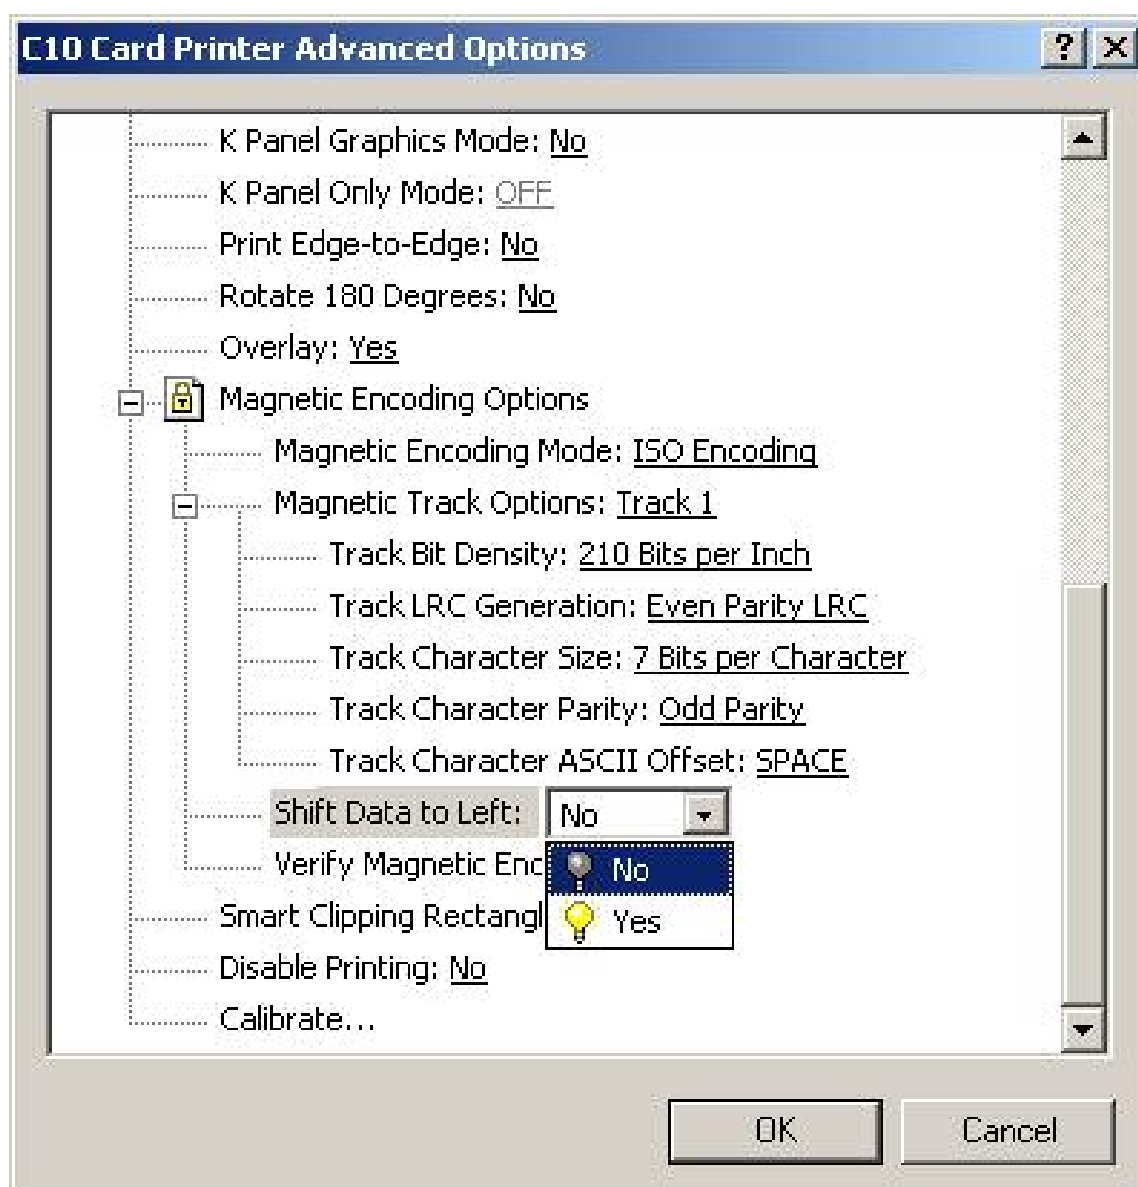 C10 Card Printer Advanced Options
K Panel Graphics Mode: No
K Panel Only Mode: OFF
Print Edge-to-Edge: No
Rotate 180 Degrees: No
Overlay: Yes
Magnetic Encoding Options
Magnetic Encoding Mode: ISO Encoding
Magnetic Track Options: Track 1
Track Bit Density: 210 Bits per Inch
Track LRC Generation: Even Parity LRC
Track Character Size: 7 Bits per Character
Track Character Parity: Odd Parity
Track Character ASCII Offset: SPACE
Shift Data to Left: No
Verify Magnetic Enc No
Smart Clipping Rectangl Yes
Disable Printing: No
Calibrate...
OK Cancel